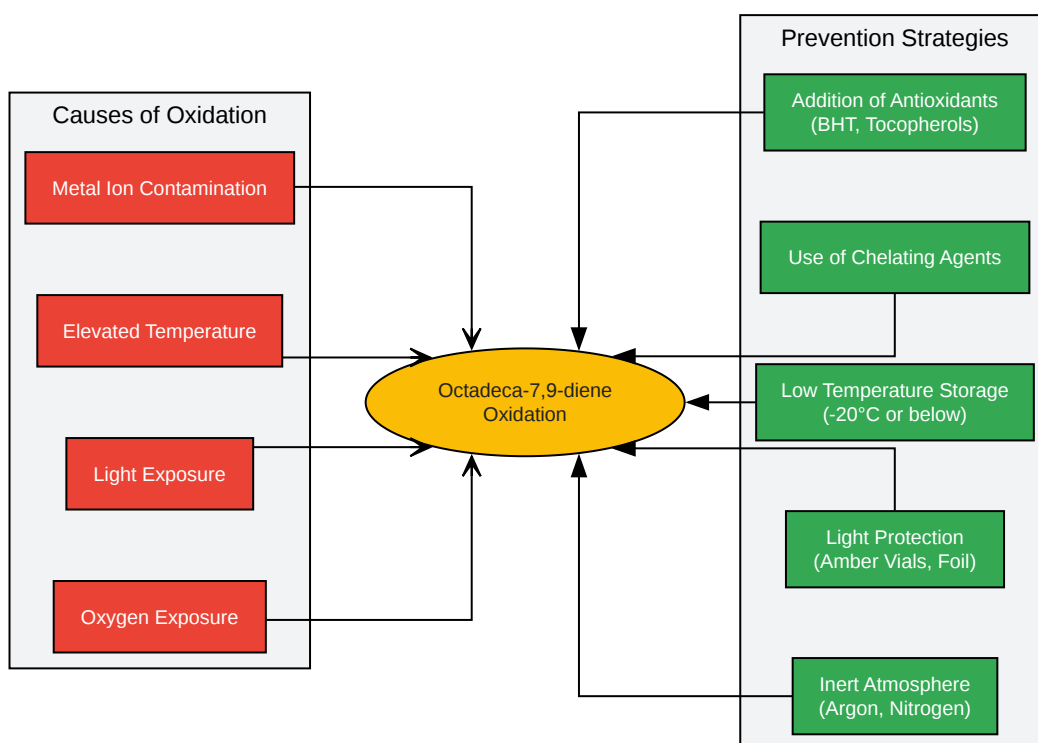 Causes of Oxidation
Metal Ion Contamination
Elevated Temperature
Light Exposure
Oxygen Exposure
Octadeca-7,9-diene
Oxidation
Prevention Strategies
Addition of Antioxidants
(BHT, Tocopherols)
Use of Chelating Agents
Low Temperature Storage
(-20°C or below)
Light Protection
(Amber Vials, Foil)
Inert Atmosphere
(Argon, Nitrogen)